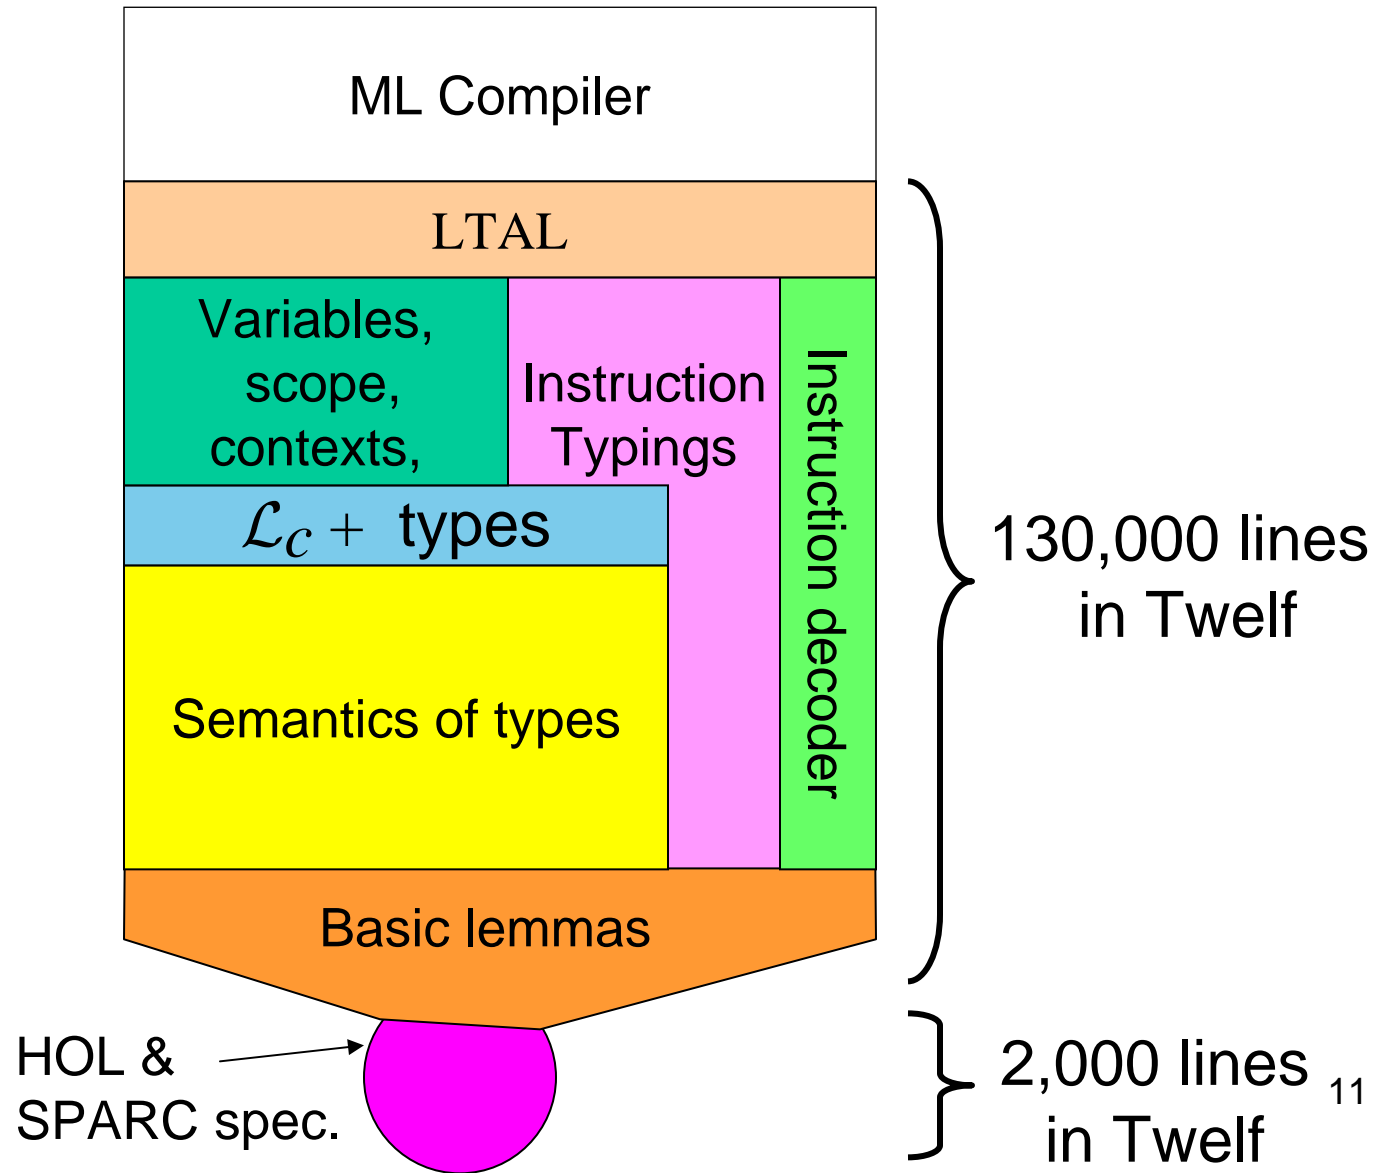 ML Compiler
LTAL
Variables,
scope,
contexts,
Instruction
Typings
Instruction decoder
ℒc + types
Semantics of types
Basic lemmas
130,000 lines
in Twelf
HOL &
SPARC spec.
2,000 lines
in Twelf
11